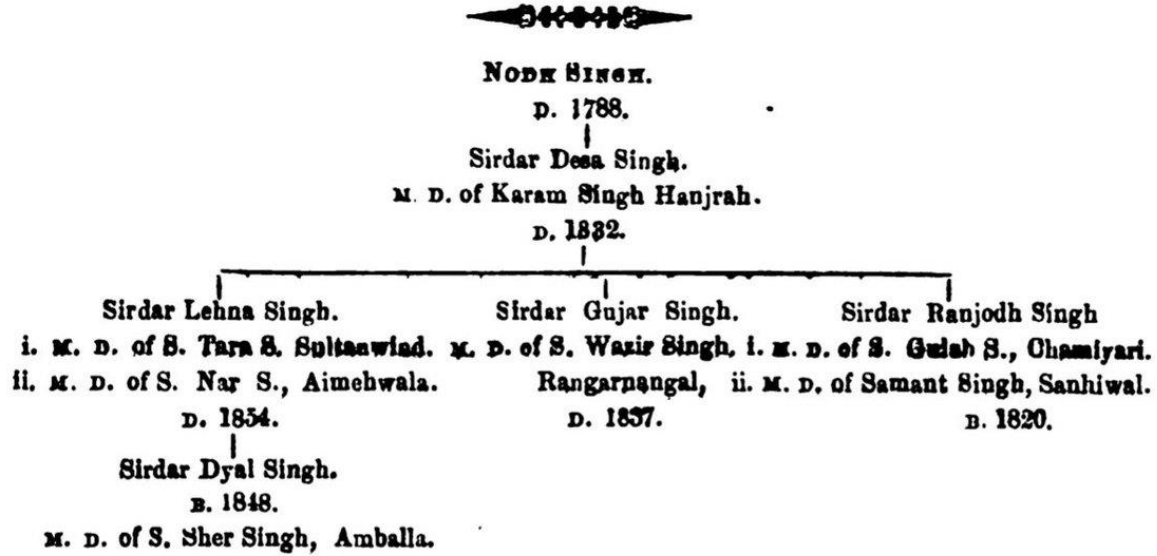 NODH SINGH.
D. 1788.
Sirdar Desa Singh.
M. D. of Karam Singh Hanjrah.
D. 1832.
Sirdar Lehna Singh.
Sirdar Gujar Singh.
Sirdar Ranjodh Singh
i. M. D. of S. Tara S. Sultanwind.
M. D. of S. Wazir Singh,
i. M. D. of S. Gulab S., Chamiyari.
ii. M. D. of S. Nar S., Aimehwala.
Rangarnangal,
ii. M. D. of Samant Singh, Sanhiwal.
D. 1854.
D. 1837.
B. 1820.
Sirdar Dyal Singh.
B. 1848.
M. D. of S. Sher Singh, Amballa.